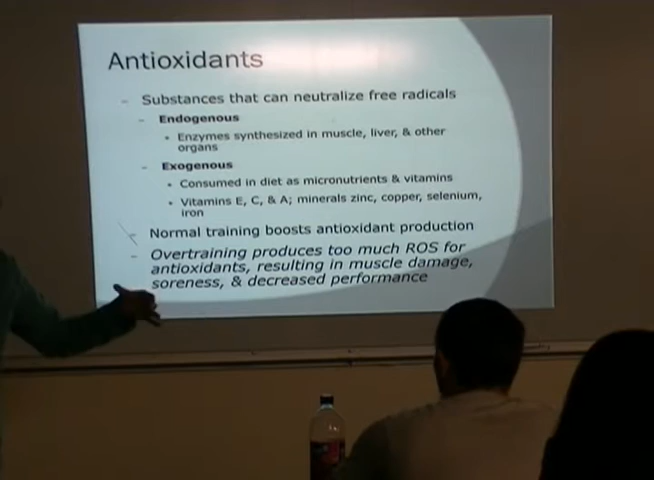 Antioxidants
– Substances that can neutralize free radicals
– Endogenous
• Enzymes synthesized in muscle, liver, & other
organs
– Exogenous
• Consumed in diet as micronutrients & vitamins
• Vitamins E, C, & A; minerals zinc, copper, selenium,
iron
– Normal training boosts antioxidant production
– Overtraining produces too much ROS for
antioxidants, resulting in muscle damage,
soreness, & decreased performance